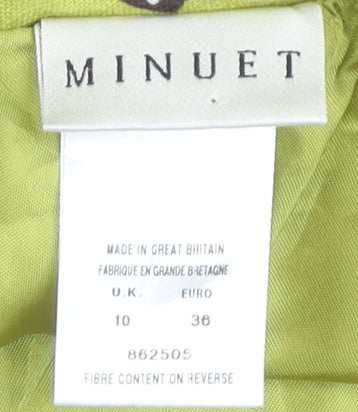 MINUET
MADE IN GREAT BRITAIN
FABRIQUE EN GRANDE BRETAGNE
U.K. EURO
10 36
862505
FIBRE CONTENT ON REVERSE